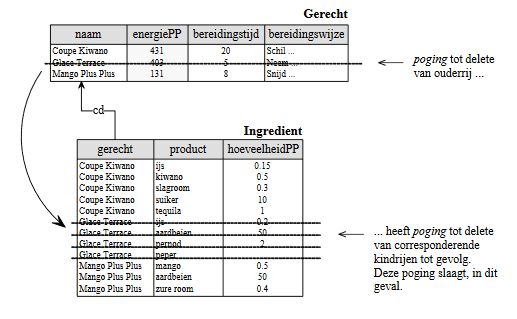 Gerecht
naam energiePP bereidingstijd bereidingswijze
Coupe Kiwano 431 20 Schil ...
Glace Terrace 403 5 Neem ...
Mango Plus Plus 131 8 Snijd ...
poging tot delete
van ouderrij ...
cd
Ingredient
gerecht product hoeveelheidPP
Coupe Kiwano ijs 0.15
Coupe Kiwano kiwano 0.5
Coupe Kiwano slagroom 0.3
Coupe Kiwano suiker 10
Coupe Kiwano tequila 1
Glace Terrace ijs 0.2
Glace Terrace aardbeien 50
Glace Terrace pernod 2
Glace Terrace peper
Mango Plus Plus mango 0.5
Mango Plus Plus aardbeien 50
Mango Plus Plus zure room 0.4
... heeft poging tot delete
van corresponderende
kindrijen tot gevolg.
Deze poging slaagt, in dit
geval.